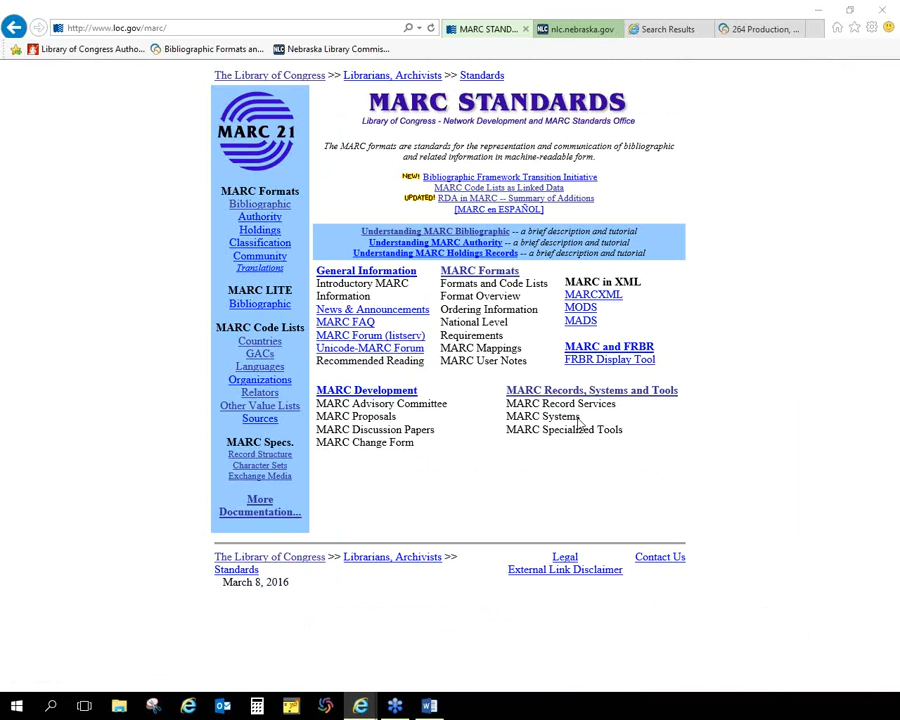 http://www.loc.gov/marc/
MARC STAND...
nlc.nebraska.gov
Search Results
264 Production, ...
Library of Congress Autho...
Bibliographic Formats an...
NLC
Nebraska Library Commis...
The Library of Congress >> Librarians, Archivists >> Standards
MARC 21
MARC Formats
Bibliographic
Authority
Holdings
Classification
Community
Translations
MARC LITE
Bibliographic
MARC Code Lists
Countries
GACs
Languages
Organizations
Relators
Other Value Lists
Sources
MARC Specs.
Record Structure
Character Sets
Exchange Media
More
Documentation...
MARC STANDARDS
Library of Congress - Network Development and MARC Standards Office
The MARC formats are standards for the representation and communication of bibliographic
and related information in machine-readable form.
NEW! Bibliographic Framework Transition Initiative
MARC Code Lists as Linked Data
UPDATED! RDA in MARC -- Summary of Additions
[MARC en ESPAÑOL]
Understanding MARC Bibliographic -- a brief description and tutorial
Understanding MARC Authority -- a brief description and tutorial
Understanding MARC Holdings Records -- a brief description and tutorial
General Information
Introductory MARC
Information
News & Announcements
MARC FAQ
MARC Forum (listserv)
Unicode-MARC Forum
Recommended Reading
MARC Formats
Formats and Code Lists
Format Overview
Ordering Information
National Level
Requirements
MARC Mappings
MARC User Notes
MARC in XML
MARCXML
MODS
MADS
MARC and FRBR
FRBR Display Tool
MARC Development
MARC Advisory Committee
MARC Proposals
MARC Discussion Papers
MARC Change Form
MARC Records, Systems and Tools
MARC Record Services
MARC Systems
MARC Specialized Tools
The Library of Congress >> Librarians, Archivists >>
Standards
March 8, 2016
Legal
External Link Disclaimer
Contact Us